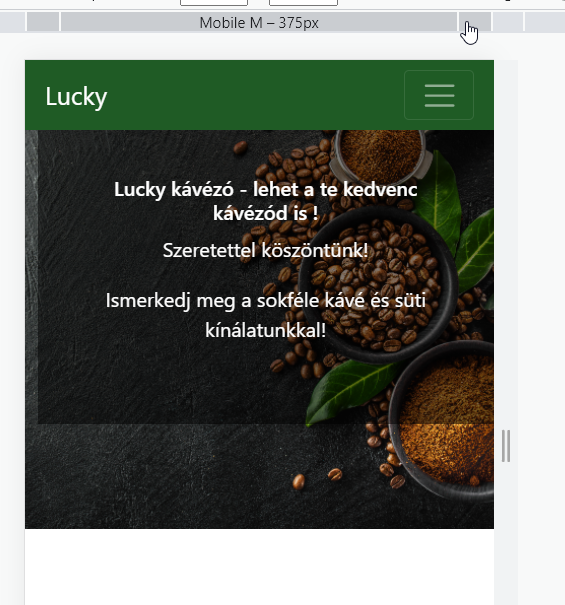 Mobile M – 375px
Lucky
Lucky kávézó - lehet a te kedvenc
kávézód is !
Szeretettel köszöntünk!
Ismerkedj meg a sokféle kávé és süti
kínálatunkkal!